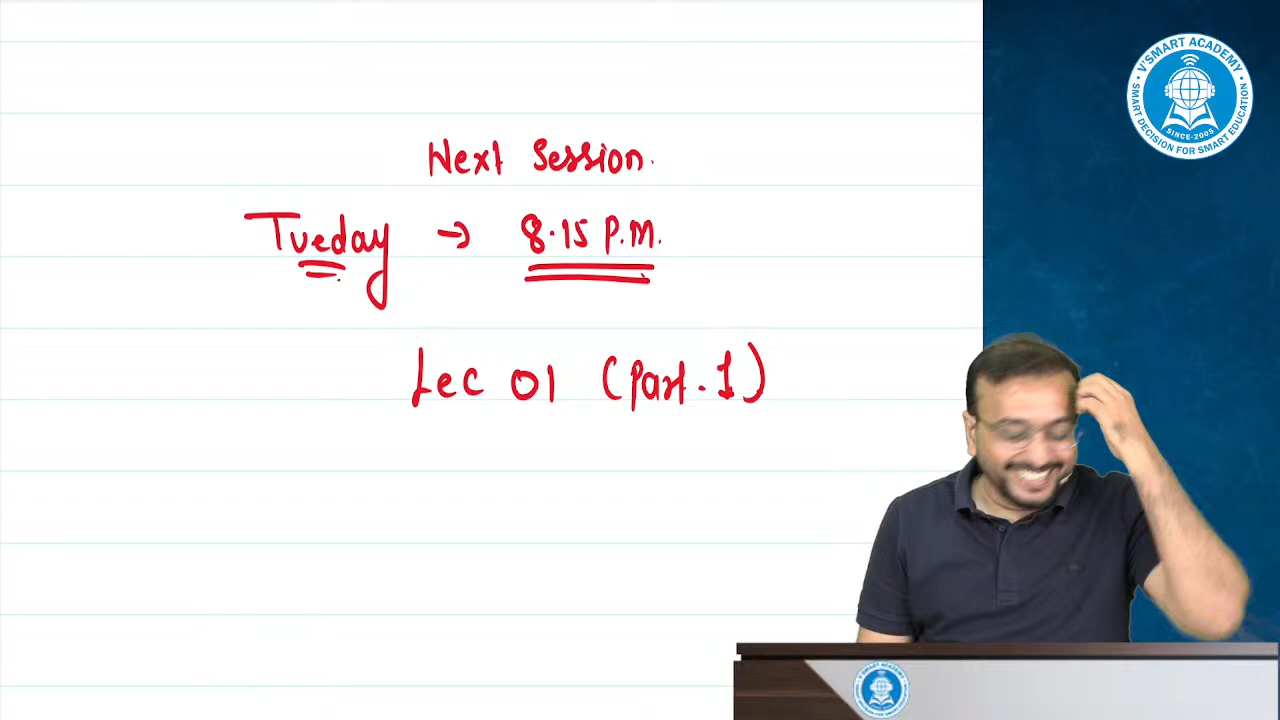 Next Session.
Tueday → 8.15 P.M.
Lec 01 (Part. 1)
V'SMART ACADEMY
SINCE-2005
SMART DECISION FOR SMART EDUCATION